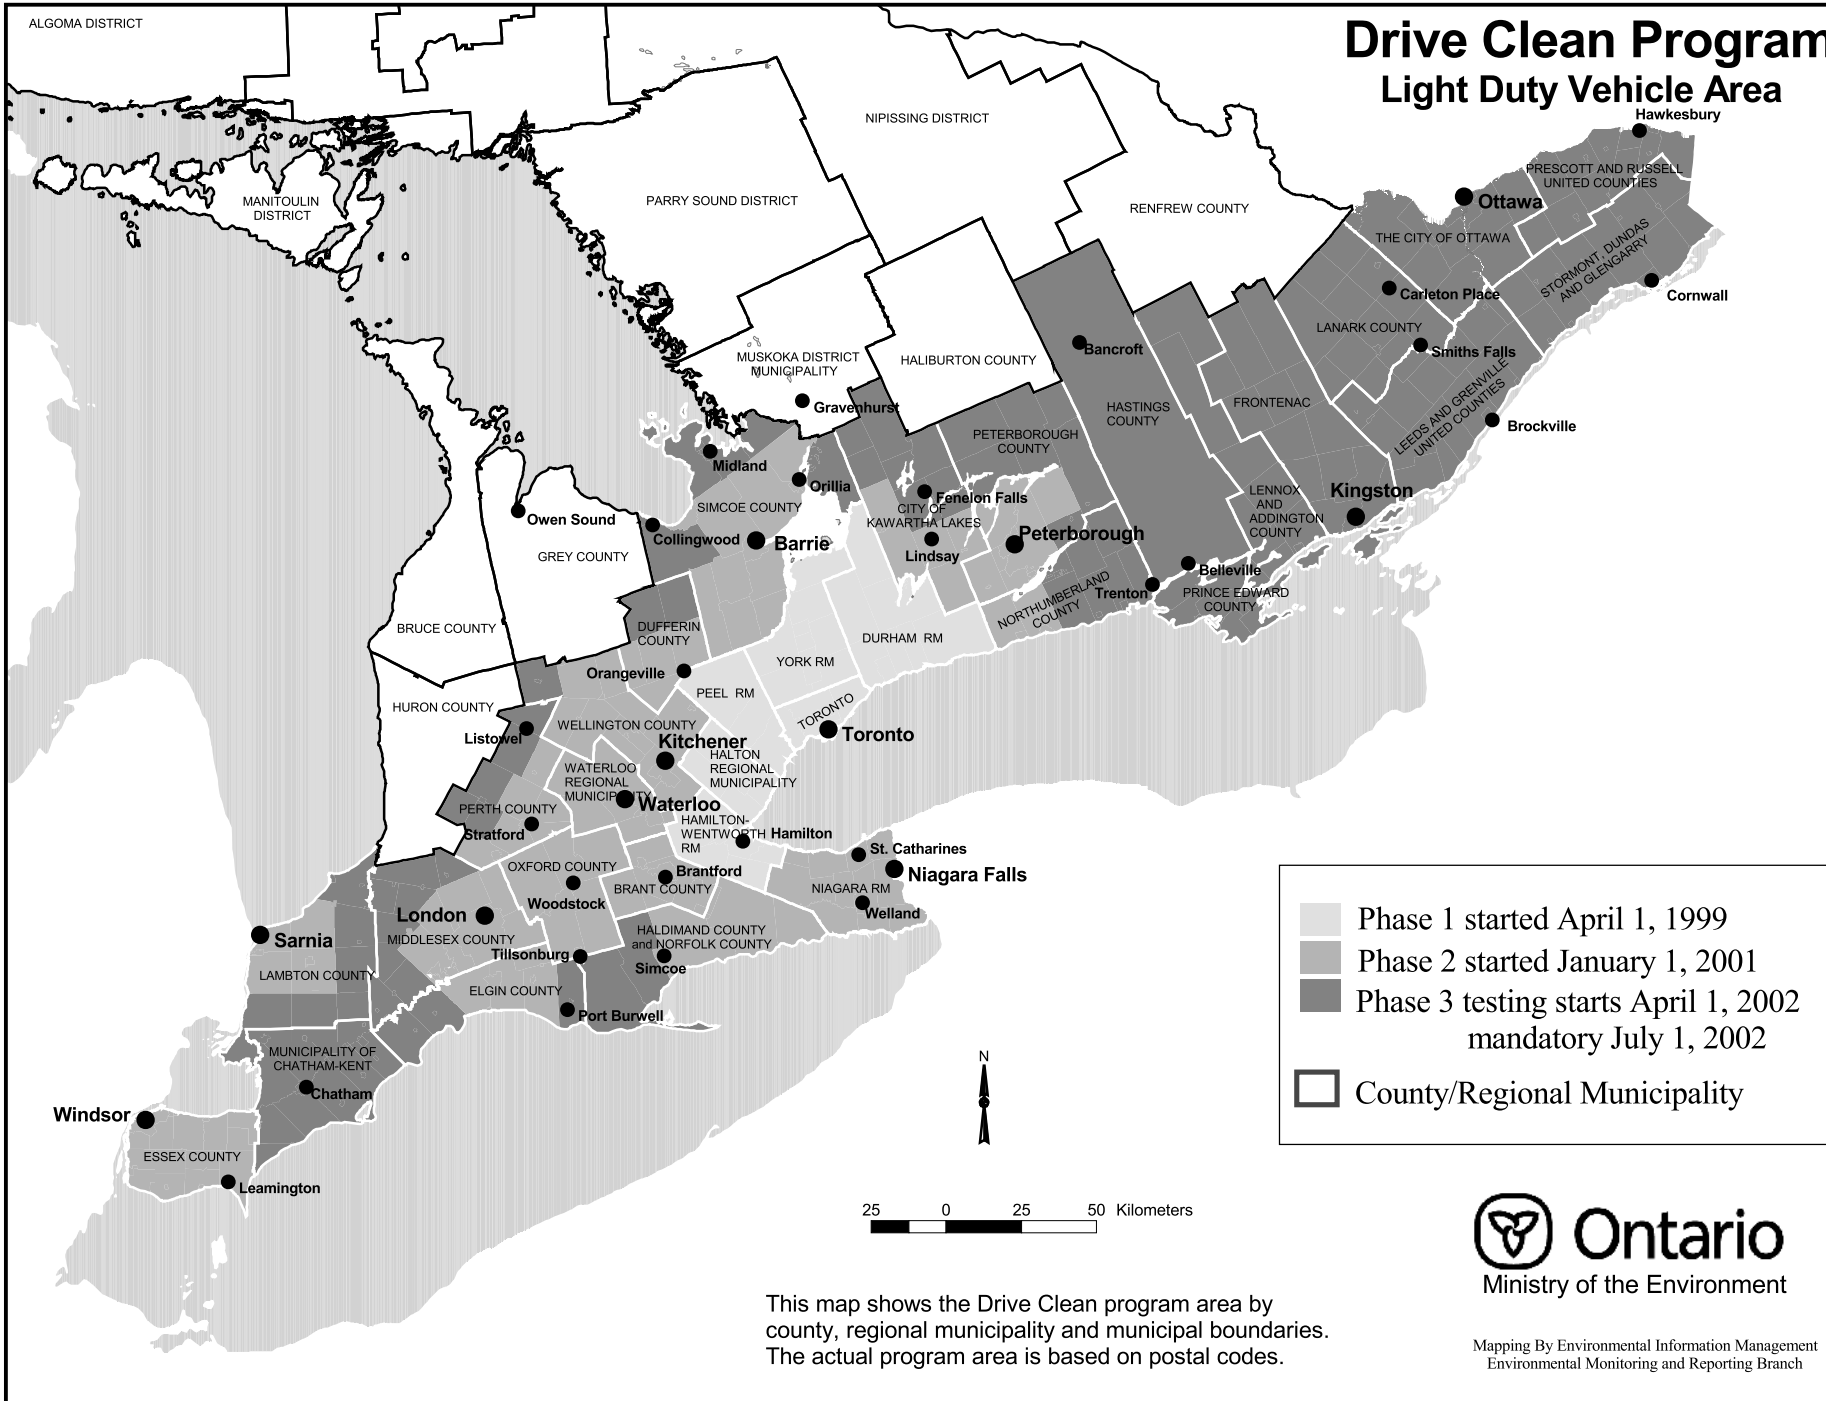 ALGOMA DISTRICT
Drive Clean Program
Light Duty Vehicle Area
Hawkesbury
NIPISSING DISTRICT
PRESCOTT AND RUSSELL
UNITED COUNTIES
MANITOULIN
DISTRICT
PARRY SOUND DISTRICT
RENFREW COUNTY
Ottawa
THE CITY OF OTTAWA
STORMONT, DUNDAS
AND GLENGARRY
Carleton Place
Cornwall
LANARK COUNTY
Smiths Falls
MUSKOKA DISTRICT
MUNICIPALITY
HALIBURTON COUNTY
Bancroft
Gravenhurst
HASTINGS
COUNTY
FRONTENAC
LEEDS AND GRENVILLE
UNITED COUNTIES
Brockville
PETERBOROUGH
COUNTY
Midland
Orillia
Fenelon Falls
SIMCOE COUNTY
CITY OF
KAWARTHA LAKES
LENNOX
AND
ADDINGTON
COUNTY
Kingston
Owen Sound
Collingwood
Barrie
Lindsay
Peterborough
GREY COUNTY
Belleville
Trenton
NORTHUMBERLAND
COUNTY
PRINCE EDWARD
COUNTY
BRUCE COUNTY
DUFFERIN
COUNTY
DURHAM RM
YORK RM
Orangeville
PEEL RM
HURON COUNTY
TORONTO
Toronto
WELLINGTON COUNTY
Listowel
Kitchener
HALTON
REGIONAL
MUNICIPALITY
WATERLOO
REGIONAL
MUNICIPALITY
Waterloo
PERTH COUNTY
Stratford
HAMILTON-
WENTWORTH
RM
Hamilton
St. Catharines
OXFORD COUNTY
Brantford
BRANT COUNTY
NIAGARA RM
Niagara Falls
Woodstock
Welland
London
MIDDLESEX COUNTY
HALDIMAND COUNTY
and NORFOLK COUNTY
Sarnia
Tillsonburg
Simcoe
LAMBTON COUNTY
ELGIN COUNTY
Port Burwell
MUNICIPALITY OF
CHATHAM-KENT
Chatham
Windsor
ESSEX COUNTY
Leamington
Phase 1 started April 1, 1999
Phase 2 started January 1, 2001
Phase 3 testing starts April 1, 2002
mandatory July 1, 2002
County/Regional Municipality
N
25 0 25 50 Kilometers
Ontario
Ministry of the Environment
This map shows the Drive Clean program area by
county, regional municipality and municipal boundaries.
The actual program area is based on postal codes.
Mapping By Environmental Information Management
Environmental Monitoring and Reporting Branch